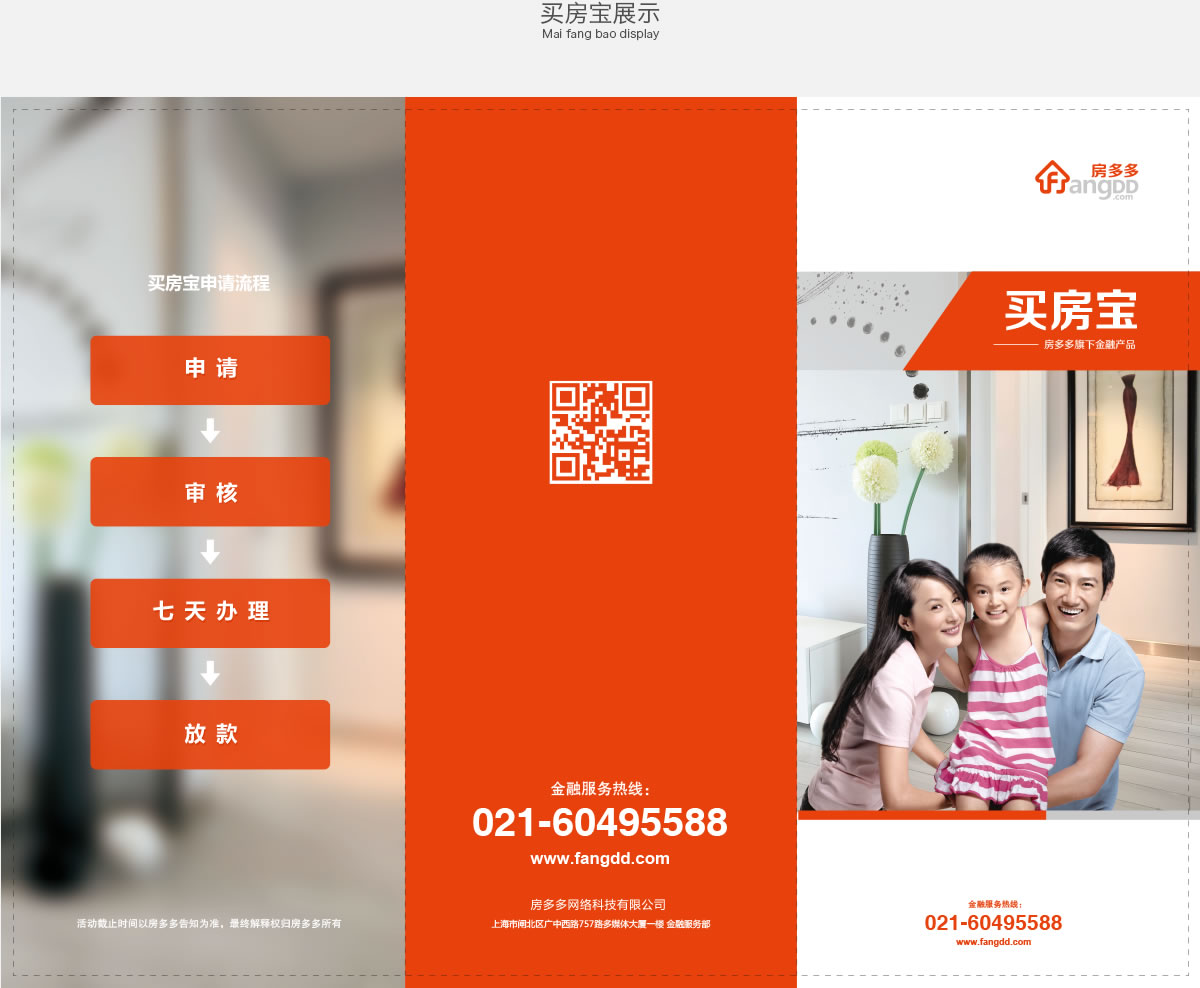 买房宝展示
Mai fang bao display
买房宝申请流程
申请
审核
七天办理
放款
活动截止时间以房多多告知为准，最终解释权归房多多所有
金融服务热线：
021-60495588
www.fangdd.com
房多多网络科技有限公司
上海市闸北区广中西路757路多媒体大厦一楼 金融服务部
房多多
FangDD
.com
买房宝
房多多旗下金融产品
金融服务热线：
021-60495588
www.fangdd.com